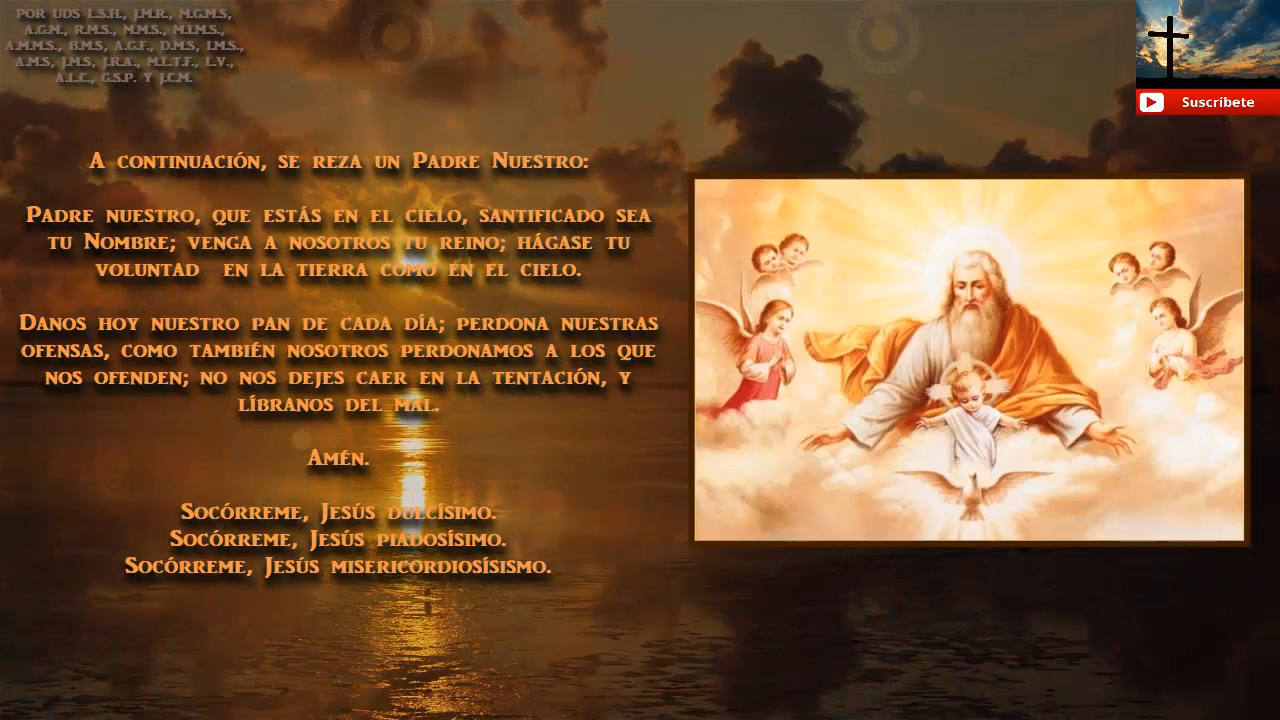 POR UDS L.S.H., J.M.R., M.G.M.S,
A.G.M., R.M.S., M.M.S., M.I.M.S.,
A.M.M.S., B.M.S, A.G.F., D.M.S, I.M.S.,
A.M.S, J.M.S, J.R.A., M.L.T.F., L.V.,
A.L.C., G.S.P. Y J.C.M.
Suscríbete
A continuación, se reza un Padre Nuestro:
Padre nuestro, que estás en el cielo, santificado sea
tu Nombre; venga a nosotros tu reino; hágase tu
voluntad en la tierra como en el cielo.
Danos hoy nuestro pan de cada día; perdona nuestras
ofensas, como también nosotros perdonamos a los que
nos ofenden; no nos dejes caer en la tentación, y
líbranos del mal.
Amén.
Socórreme, Jesús dulcísimo.
Socórreme, Jesús piadosísimo.
Socórreme, Jesús misericordiosísismo.